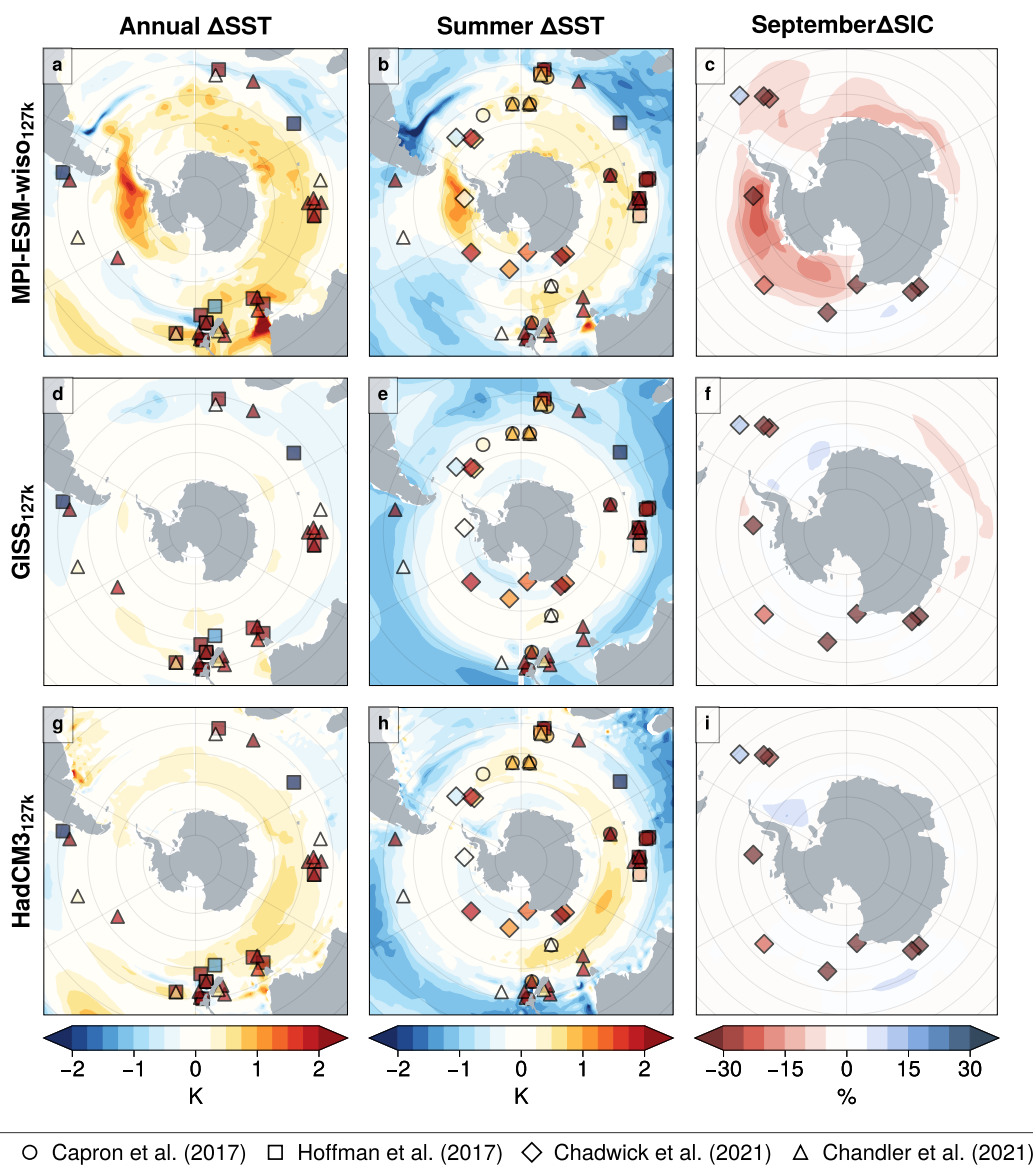 Annual ΔSST
Summer ΔSST
SeptemberΔSIC
MPI-ESM-wiso127k
a
b
c
GISS127k
d
e
f
HadCM3127k
g
h
i
−2 −1 0 1 2
K
−2 −1 0 1 2
K
−30 −15 0 15 30
%
Capron et al. (2017) Hoffman et al. (2017) Chadwick et al. (2021) Chandler et al. (2021)